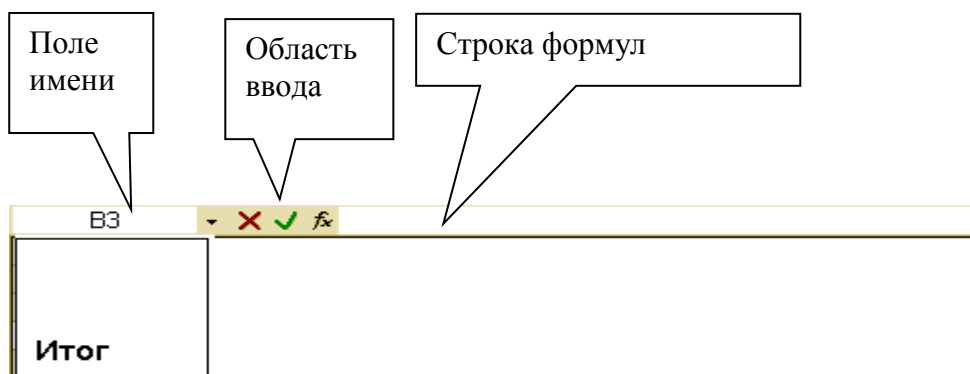 Поле
имени
Область
ввода
Строка формул
B3 fx
Итог